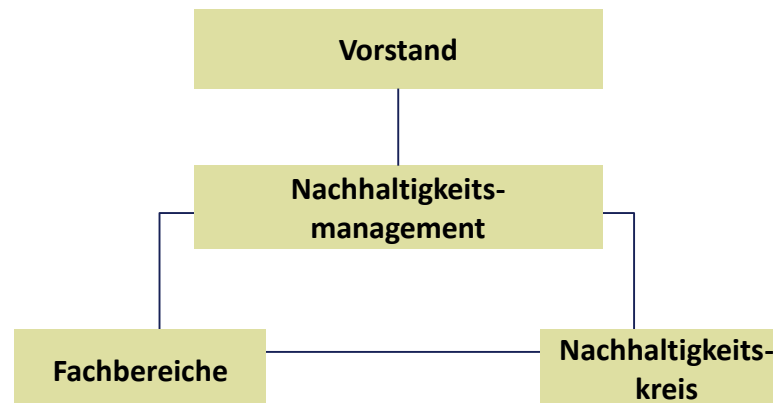 Vorstand
Nachhaltigkeits-
management
Fachbereiche
Nachhaltigkeits-
kreis